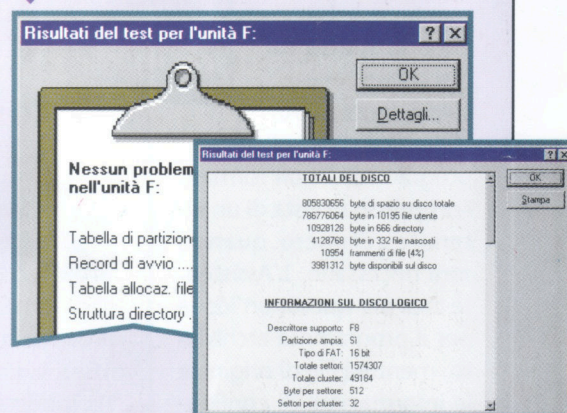 Risultati del test per l'unità F:
OK
Dettagli...
Nessun problem
nell'unità F:
Tabella di partizion
Record di avvio ....
Tabella allocaz. file
Struttura directory .
Risultati del test per l'unità F:
OK
Stampa
TOTALI DEL DISCO
805830656 byte di spazio su disco totale
786776064 byte in 10195 file utente
10928128 byte in 666 directory
4128768 byte in 332 file nascosti
10954 frammenti di file (4%)
3981312 byte disponibili sul disco
INFORMAZIONI SUL DISCO LOGICO
Descrittore supporto: F8
Partizione ampia: Sì
Tipo di FAT: 16 bit
Totale settori: 1574307
Totale cluster: 49184
Byte per settore: 512
Settori per cluster: 32